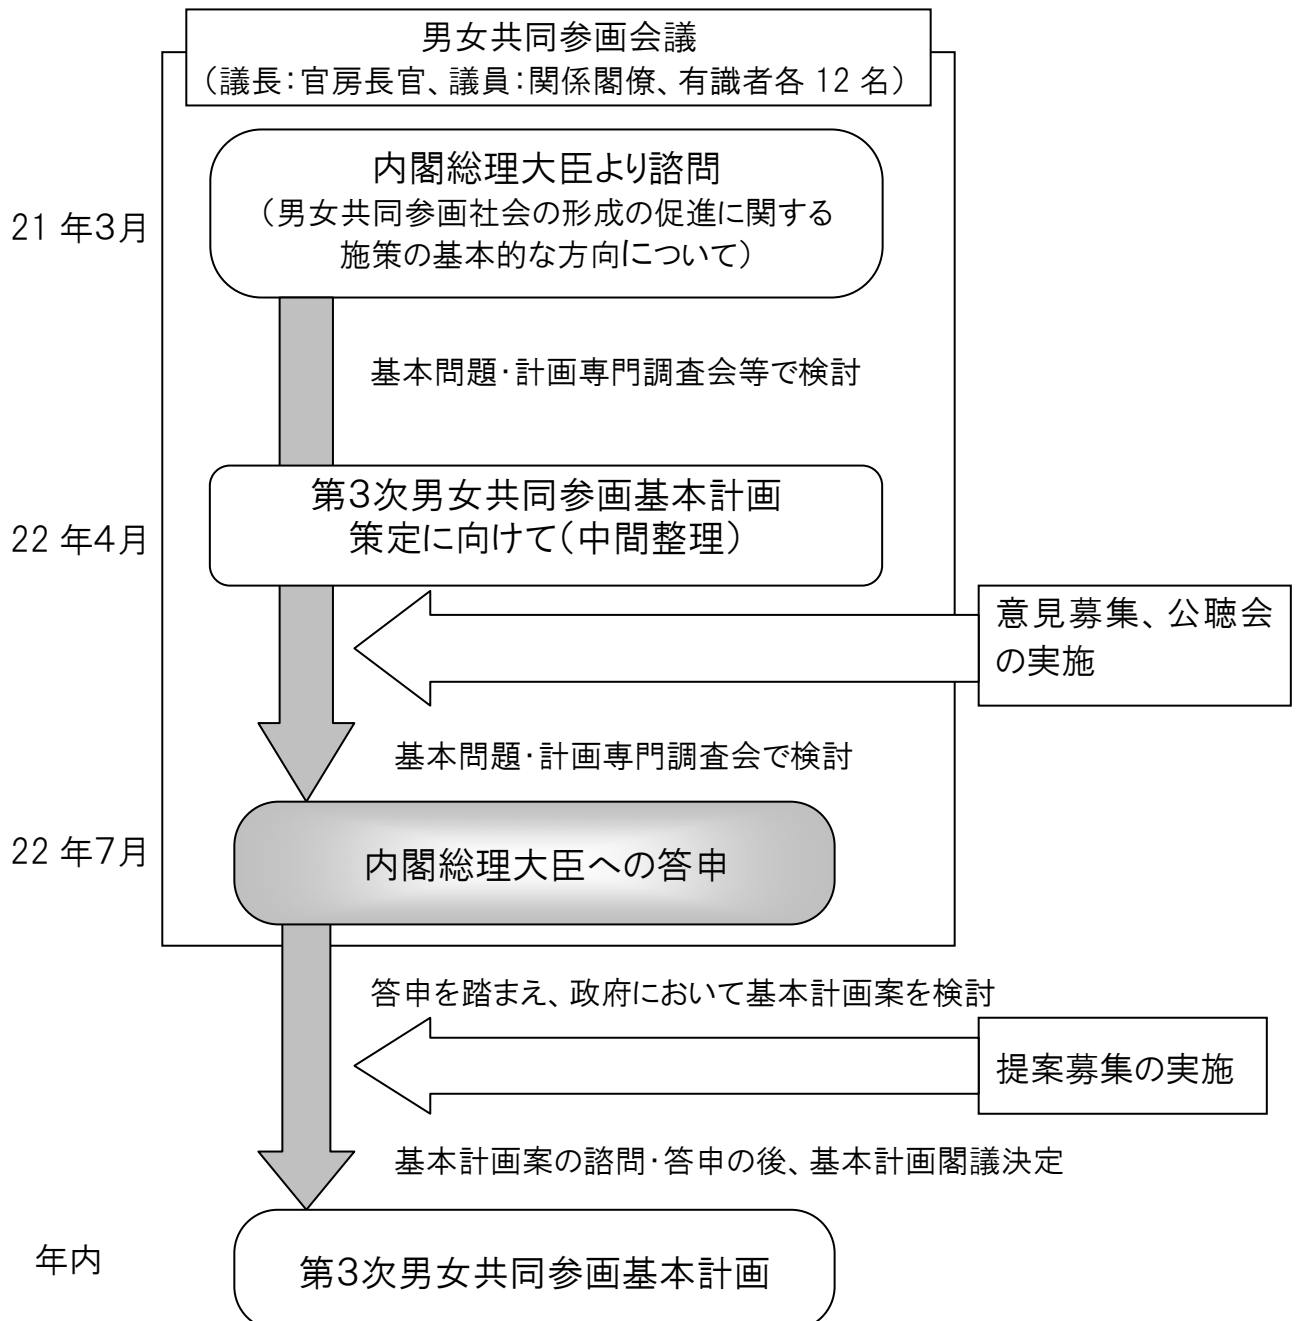 男女共同参画会議
（議長：官房長官、議員：関係閣僚、有識者各 12 名）
内閣総理大臣より諮問
（男女共同参画社会の形成の促進に関する
施策の基本的な方向について）
21 年３月
基本問題・計画専門調査会等で検討
第３次男女共同参画基本計画
策定に向けて（中間整理）
22 年４月
意見募集、公聴会
の実施
基本問題・計画専門調査会で検討
22 年７月
内閣総理大臣への答申
答申を踏まえ、政府において基本計画案を検討
提案募集の実施
基本計画案の諮問・答申の後、基本計画閣議決定
年内
第３次男女共同参画基本計画